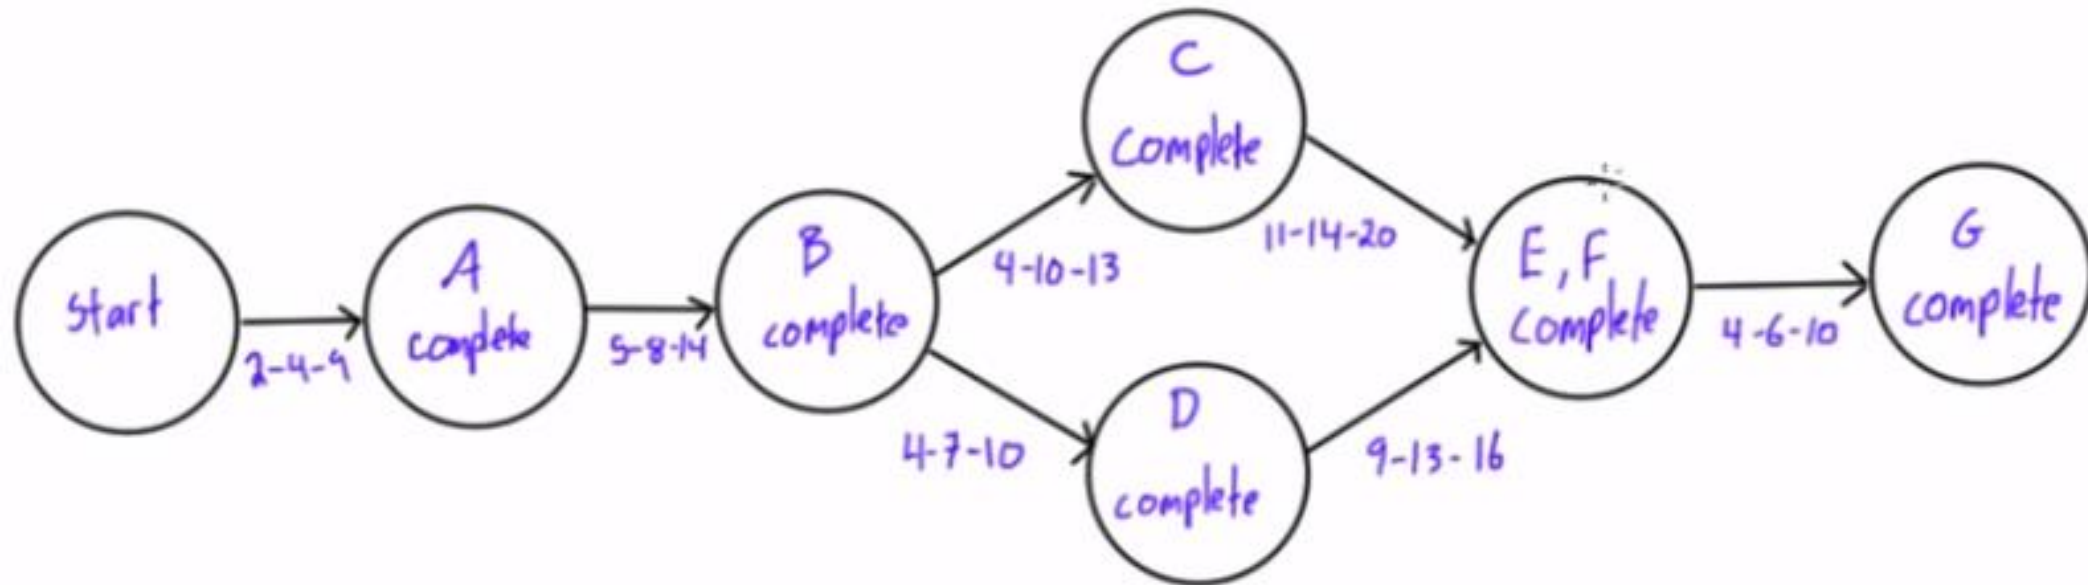 Start
2-4-9
A
complete
5-8-14
B
complete
4-10-13
C
Complete
11-14-20
4-7-10
D
complete
9-13-16
E, F
Complete
4-6-10
G
complete